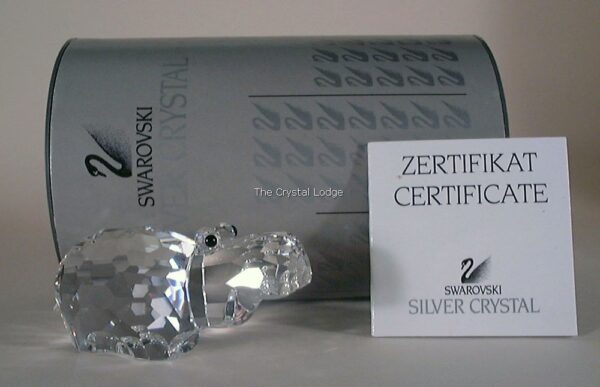 SWAROVSKI
SILVER CRYSTAL
The Crystal Lodge
ZERTIFIKAT
CERTIFICATE
SWAROVSKI
SILVER CRYSTAL